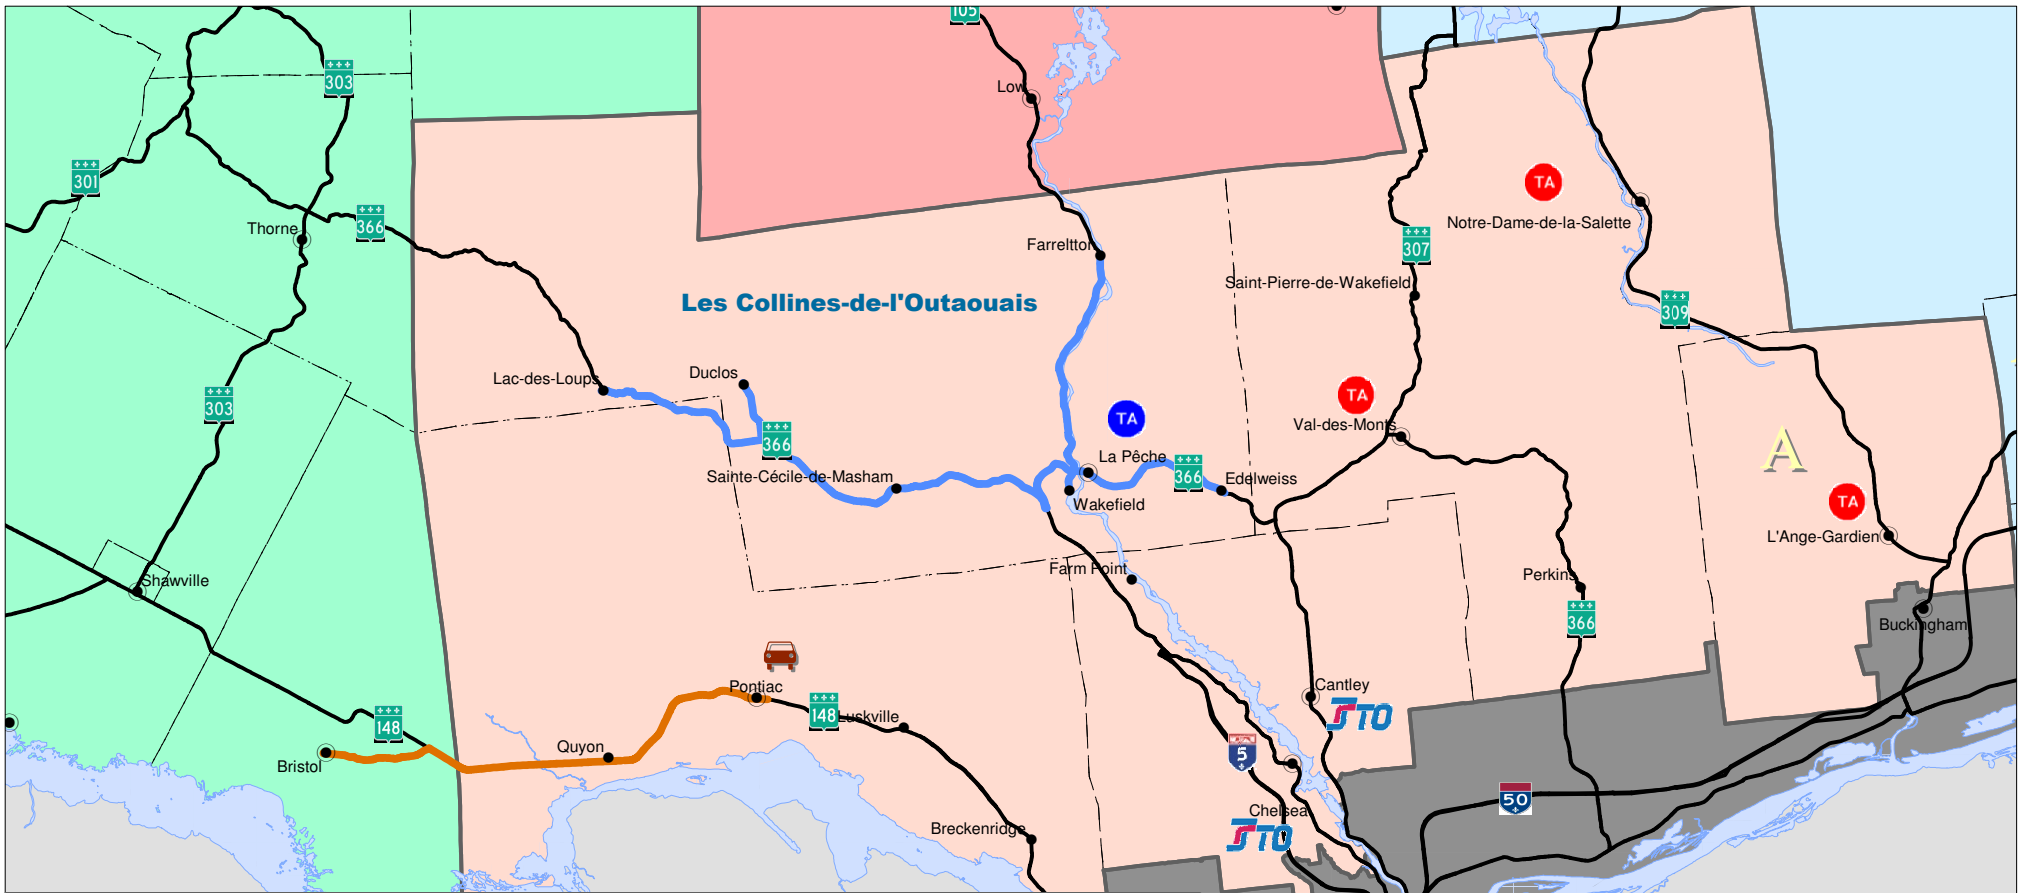 105
Low
303
301
TA
366
Thorne
Notre-Dame-de-la-Salette
307
Farreltton
Saint-Pierre-de-Wakefield
Les Collines-de-l'Outaouais
309
Duclos
Lac-des-Loups
TA
303
TA
Val-des-Monts
366
A
La Pêche
366
Sainte-Cécile-de-Masham
Edelweiss
TA
Wakefield
L'Ange-Gardien
Farm Point
Perkins
Shawville
366
Buckingham
Pontiac
Cantley
148
Luskville
STO
148
Quyon
5
Bristol
50
Chelsea
Breckenridge
STO